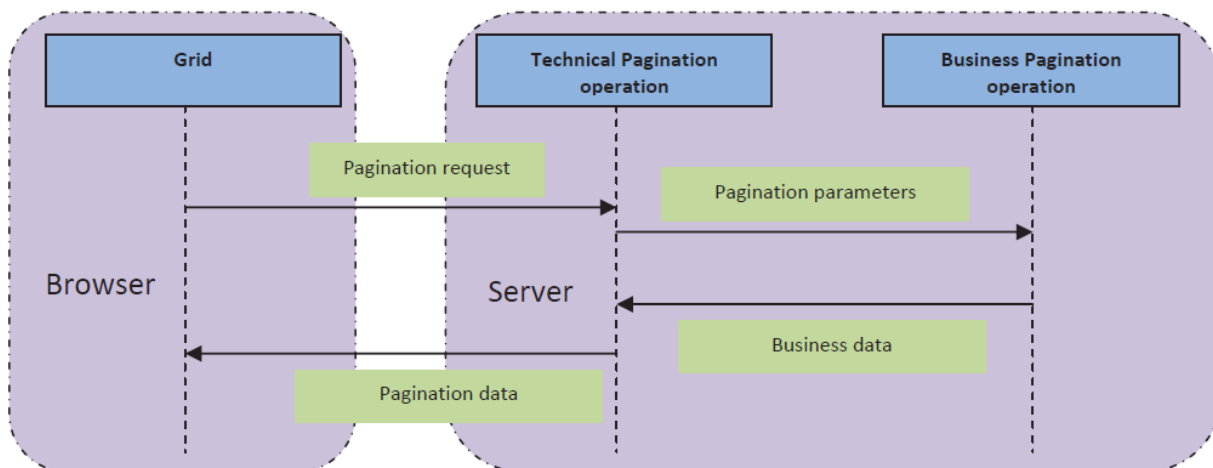 Grid
Technical Pagination
operation
Business Pagination
operation
Pagination request
Pagination parameters
Browser
Server
Business data
Pagination data